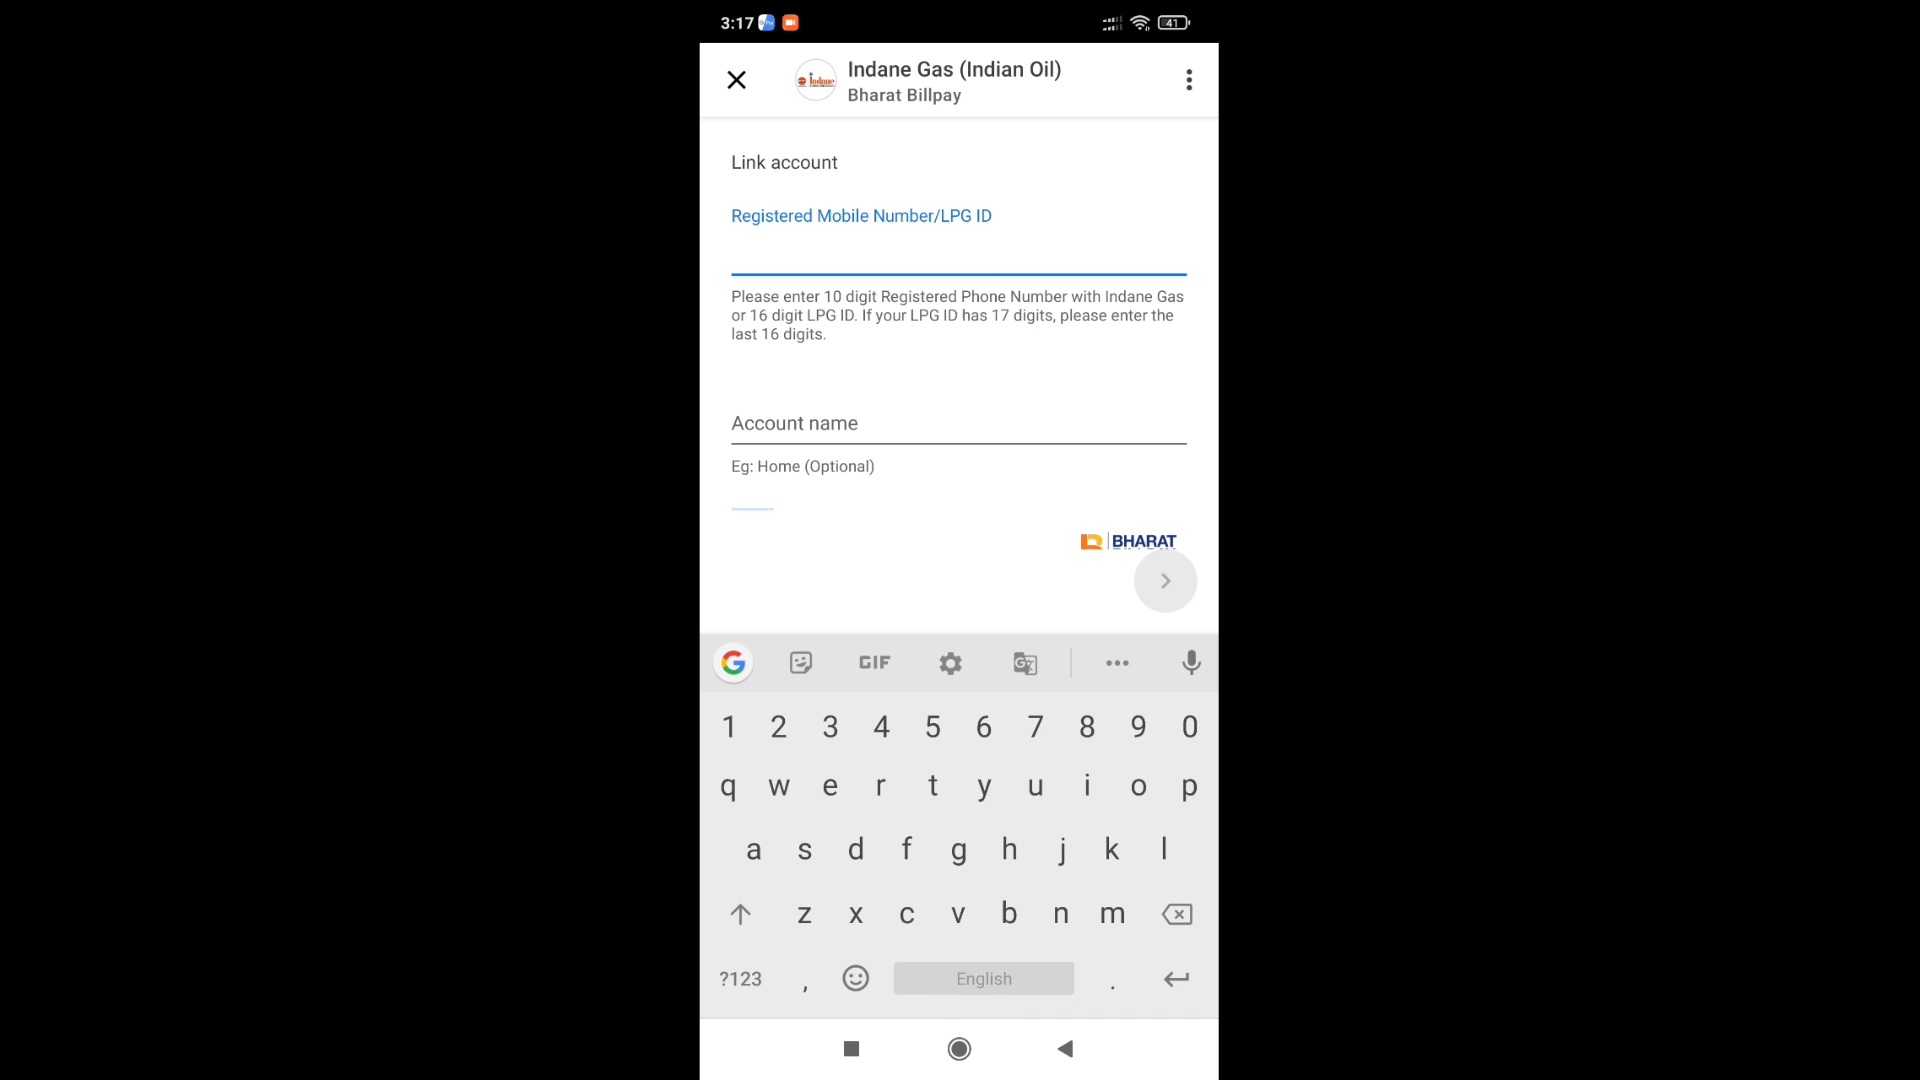 3:17
41
Indane
Indane Gas (Indian Oil)
Bharat Billpay
Link account
Registered Mobile Number/LPG ID
Please enter 10 digit Registered Phone Number with Indane Gas
or 16 digit LPG ID. If your LPG ID has 17 digits, please enter the
last 16 digits.
Account name
Eg: Home (Optional)
BHARAT
G GIF
1 2 3 4 5 6 7 8 9 0
q w e r t y u i o p
a s d f g h j k l
z x c v b n m
?123 , English .